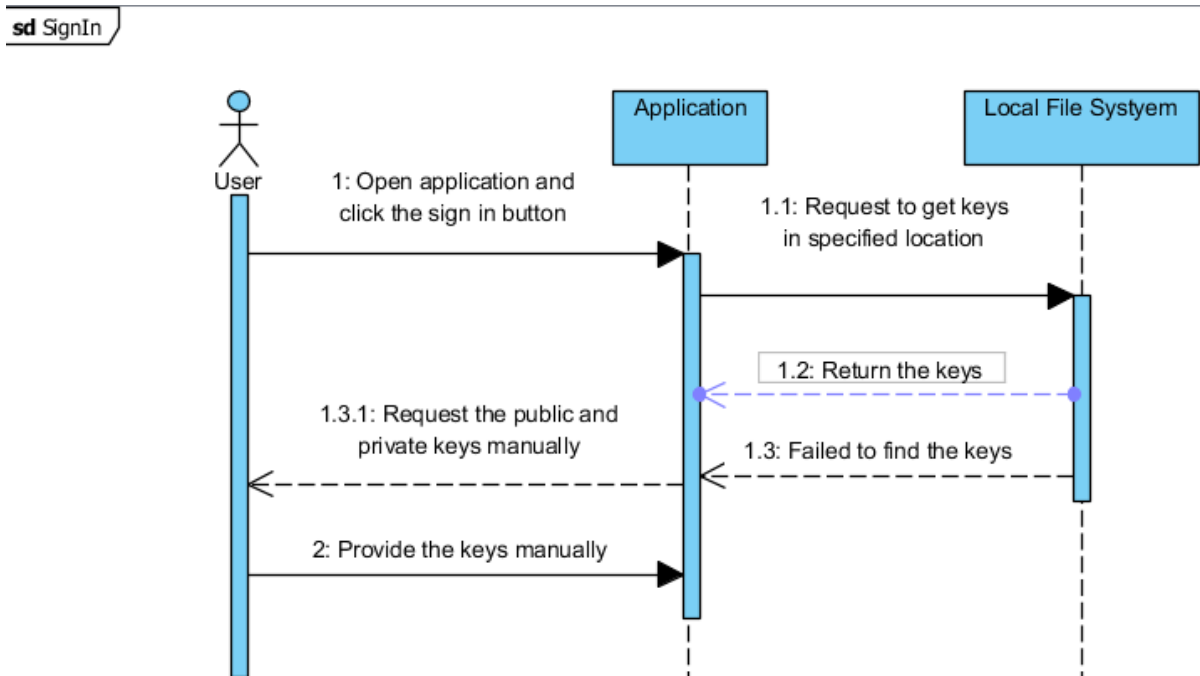 sd SignIn
User
Application
Local File Systyem
1: Open application and
click the sign in button
1.1: Request to get keys
in specified location
1.2: Return the keys
1.3.1: Request the public and
private keys manually
1.3: Failed to find the keys
2: Provide the keys manually